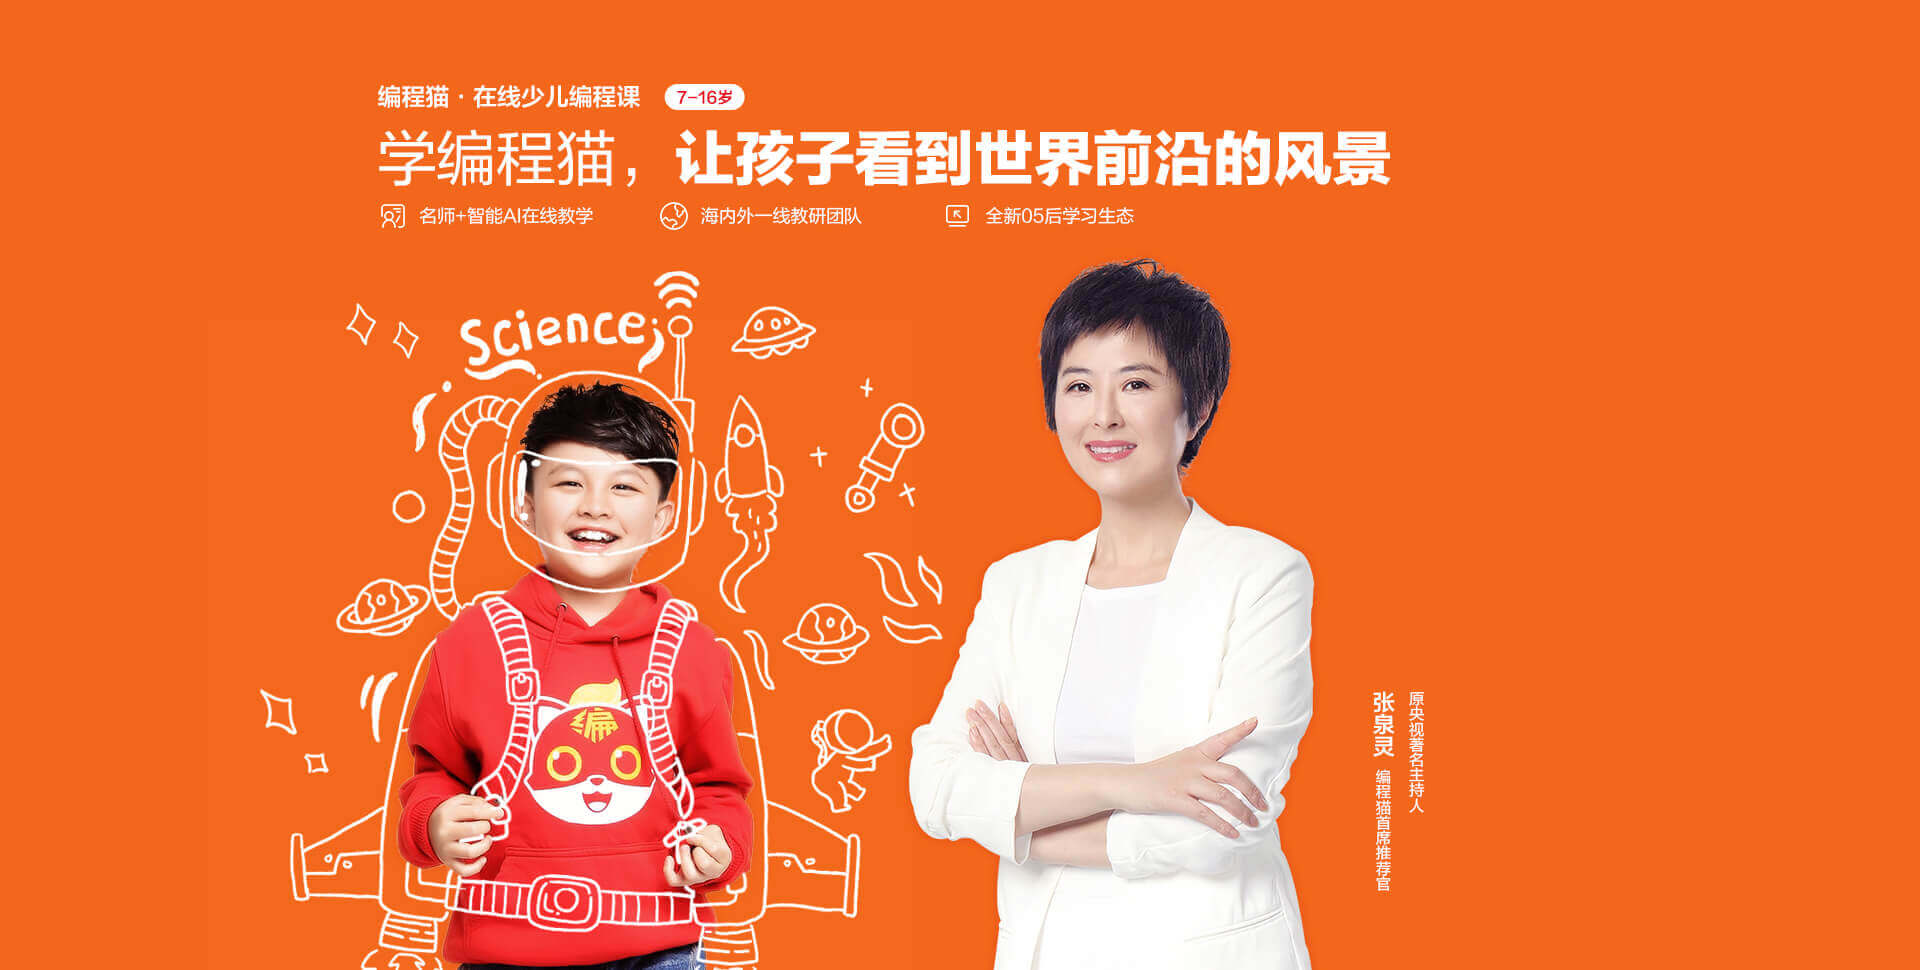 编程猫·在线少儿编程课 7-16岁
学编程猫，让孩子看到世界前沿的风景
名师+智能AI在线教学 海内外一线教研团队 全新05后学习生态
Science
编
原央视著名主持人
张泉灵 编程猫首席推荐官